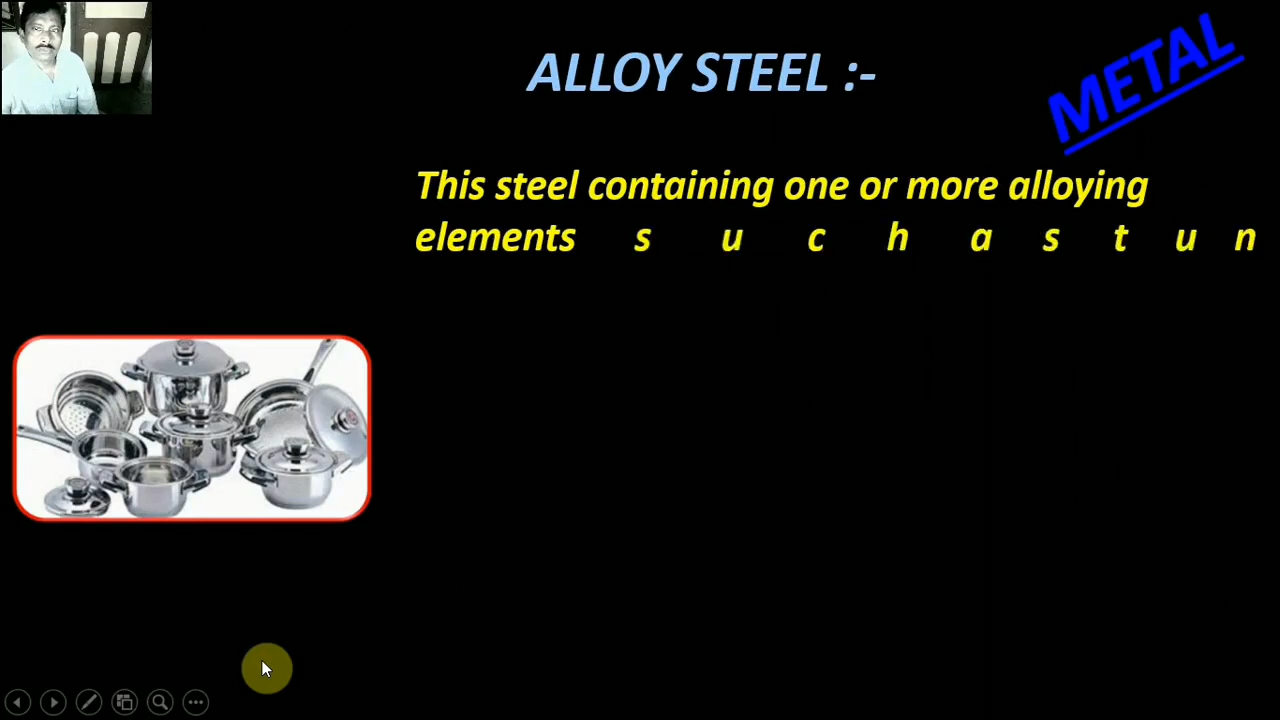 ALLOY STEEL :-
METAL
This steel containing one or more alloying
elements s u c h a s t u n